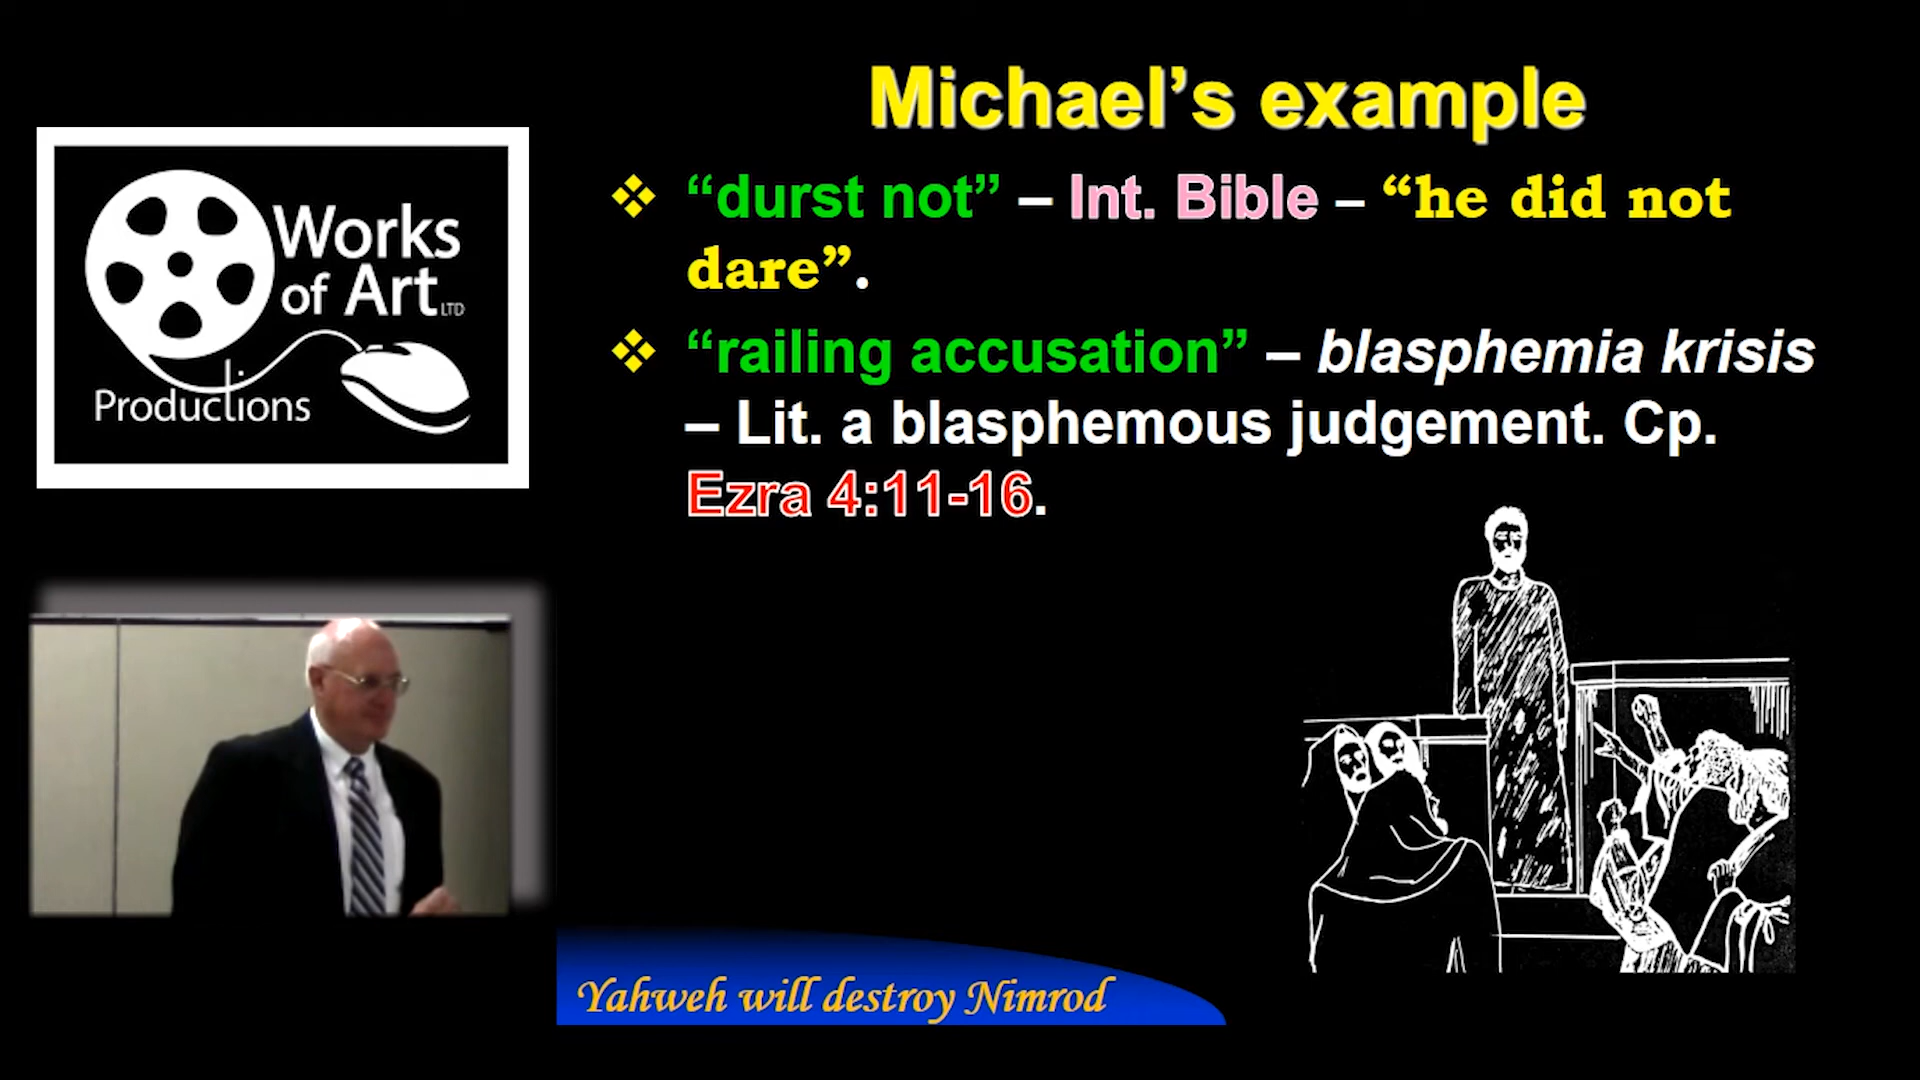 Works
of Art LTD
Productions
Michael’s example
“durst not” – Int. Bible – “he did not
dare”.
“railing accusation” – blasphemia krisis
– Lit. a blasphemous judgement. Cp.
Ezra 4:11-16.
Yahweh will destroy Nimrod